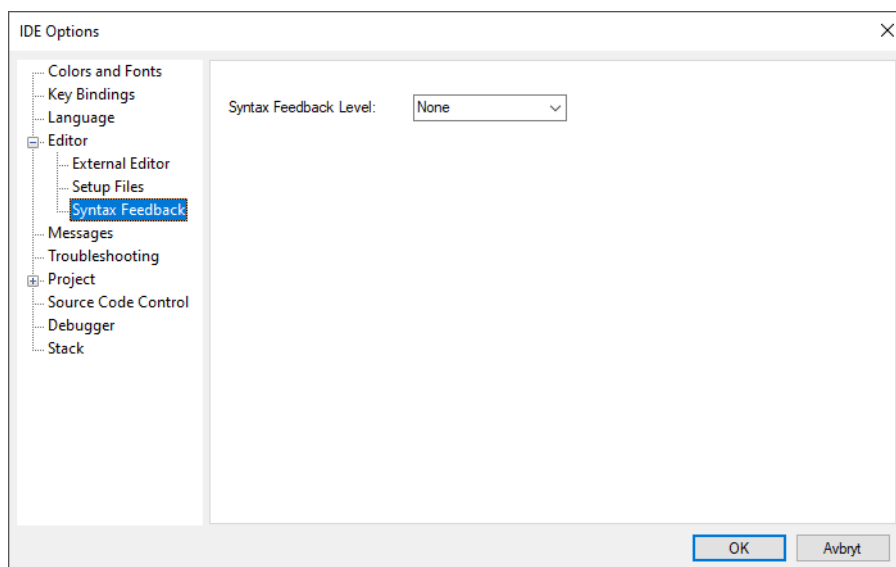 IDE Options
Colors and Fonts
Key Bindings
Language
Editor
External Editor
Setup Files
Syntax Feedback
Messages
Troubleshooting
Project
Source Code Control
Debugger
Stack
Syntax Feedback Level: None
OK Avbryt